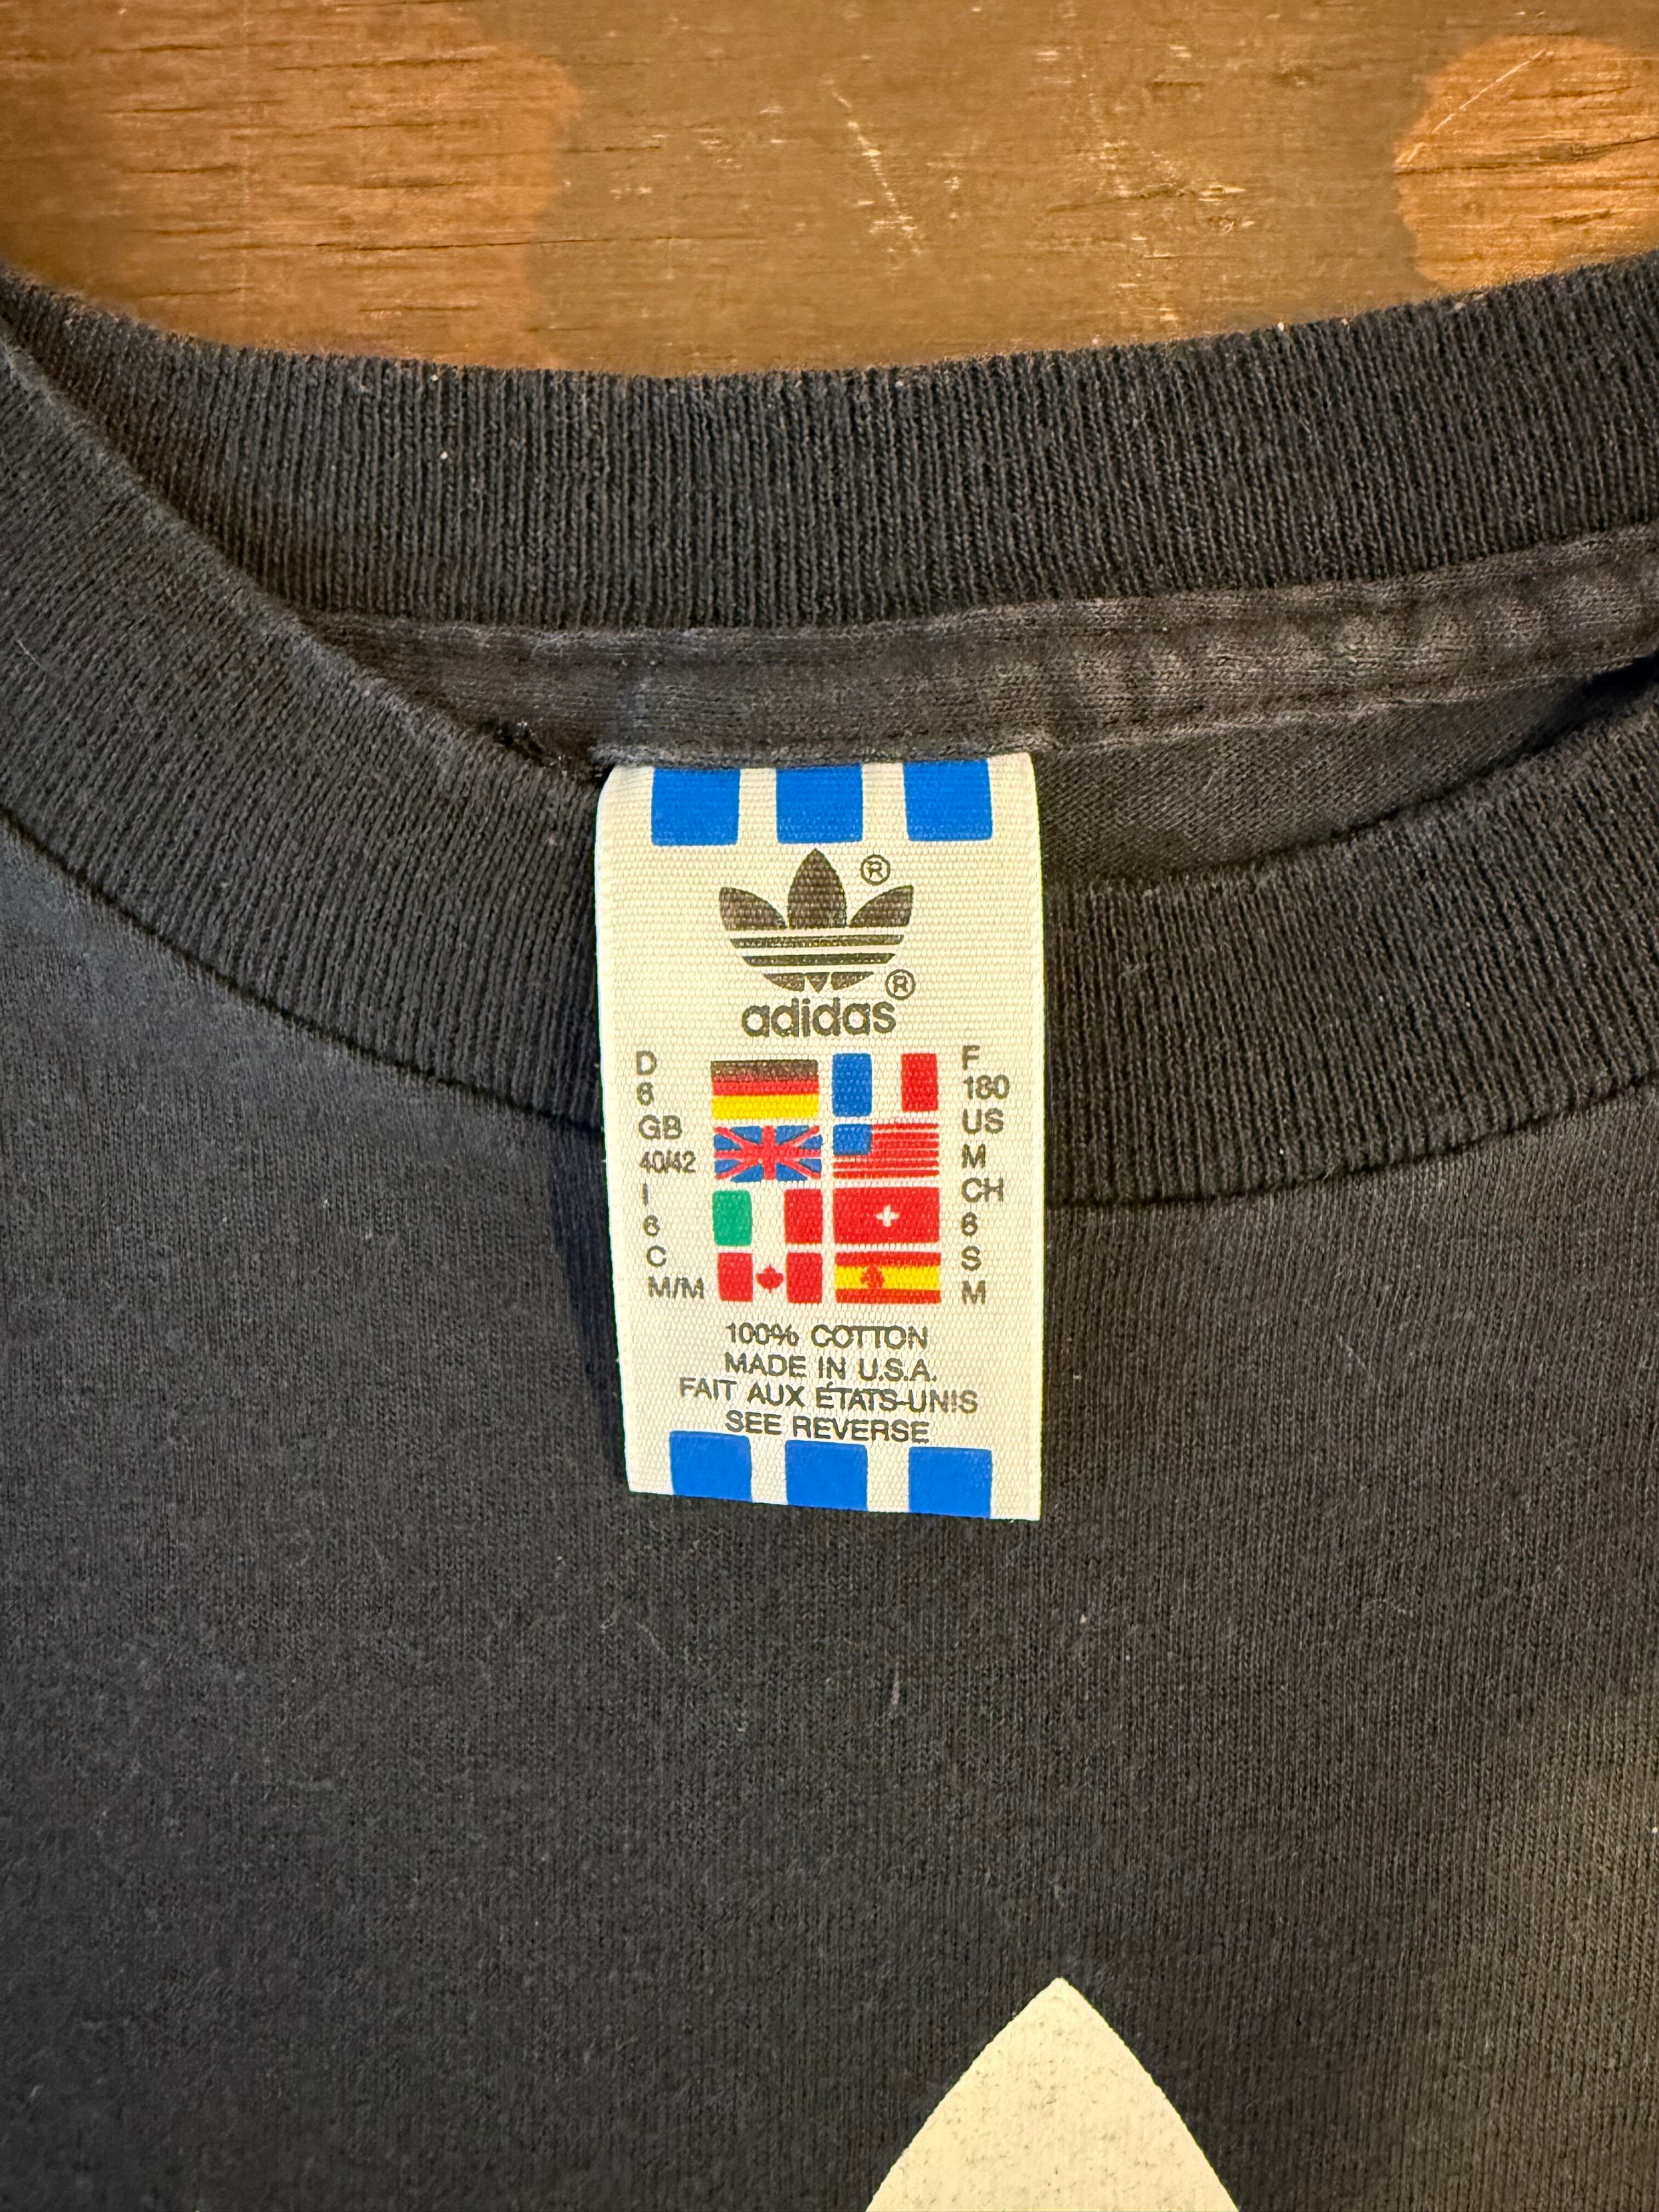 ®
®
adidas
D F
6 180
GB US
40/42 M
I CH
6 6
C S
M/M M
100% COTTON
MADE IN U.S.A.
FAIT AUX ÉTATS-UNIS
SEE REVERSE